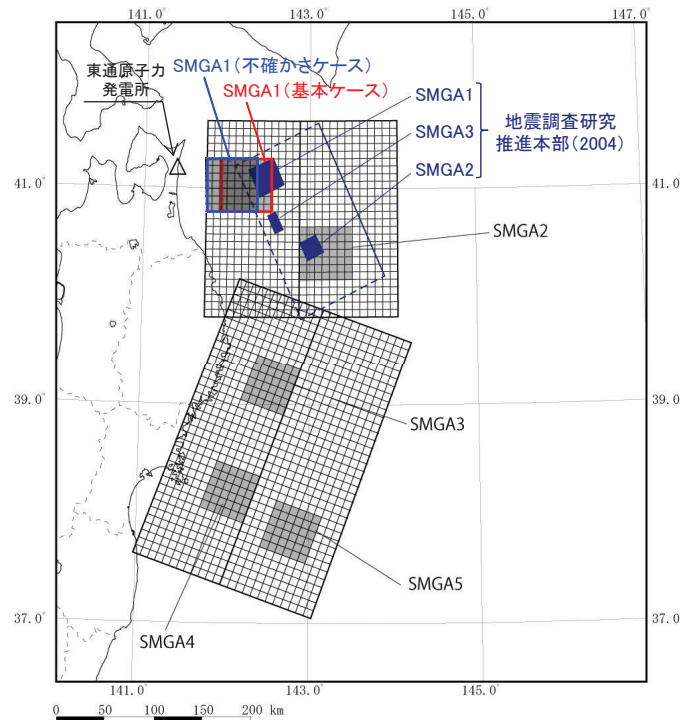 141.0° 143.0° 145.0° 147.0°
東通原子力
発電所
SMGA1（不確かさケース）
SMGA1（基本ケース）
SMGA1
SMGA3
SMGA2
地震調査研究
推進本部（2004）
41.0° 41.0°
SMGA2
39.0° 39.0°
SMGA3
SMGA5
SMGA4
37.0° 37.0°
141.0° 143.0° 145.0°
0 50 100 150 200 km